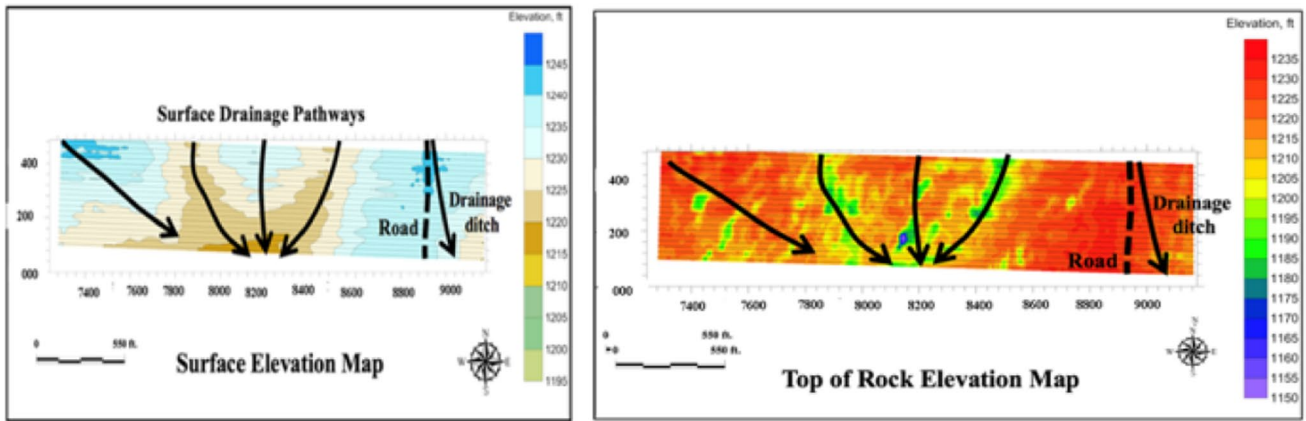 Elevation, ft
1245
1240
1235
1230
1225
1220
1215
1210
1205
1200
1195
Surface Drainage Pathways
400
200
000
Road
Drainage
ditch
7400
7600
7800
8000
8200
8400
8600
8800
9000
0
550 ft.
Surface Elevation Map
N
W
E
S
Elevation, ft
1235
1230
1225
1220
1215
1210
1205
1200
1195
1190
1185
1180
1175
1170
1165
1160
1155
1150
400
200
000
Road
Drainage
ditch
7400
7600
7800
8000
8200
8400
8600
8800
9000
0
550 ft.
0
550 ft.
Top of Rock Elevation Map
W
E
S